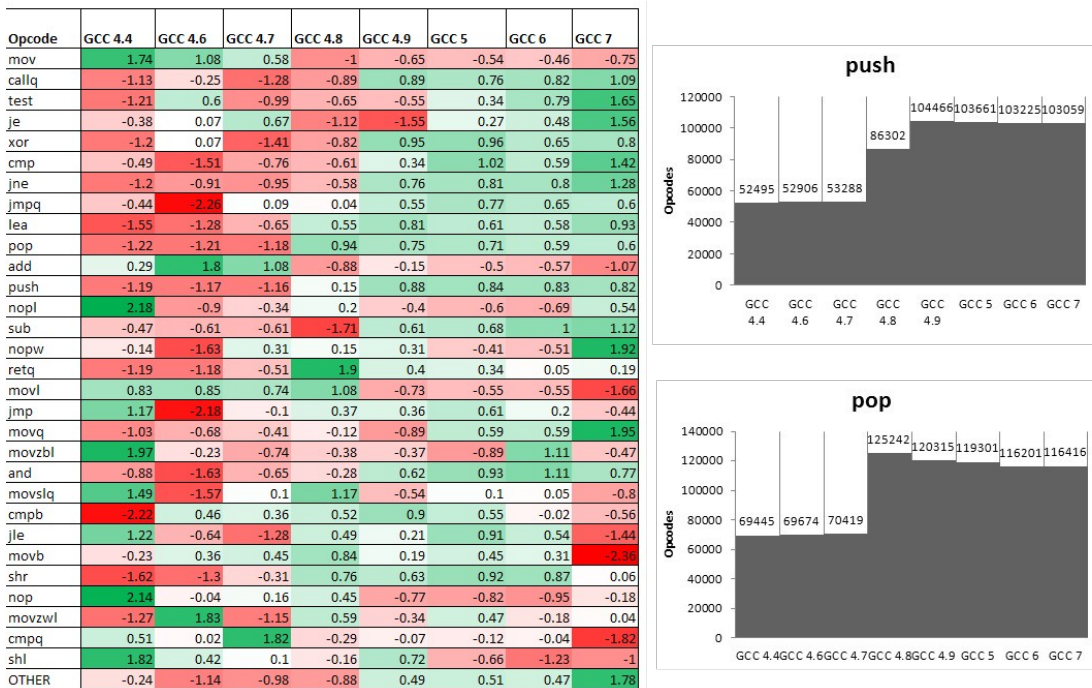 Opcode GCC 4.4 GCC 4.6 GCC 4.7 GCC 4.8 GCC 4.9 GCC 5 GCC 6 GCC 7
mov 1.74 1.08 0.58 -1 -0.65 -0.54 -0.46 -0.75
callq -1.13 -0.25 -1.28 -0.89 0.89 0.76 0.82 1.09
test -1.21 0.6 -0.99 -0.65 -0.55 0.34 0.79 1.65
je -0.38 0.07 0.67 -1.12 -1.55 0.27 0.48 1.56
xor -1.2 0.07 -1.41 -0.82 0.95 0.96 0.65 0.8
cmp -0.49 -1.51 -0.76 -0.61 0.34 1.02 0.59 1.42
jne -1.2 -0.91 -0.95 -0.58 0.76 0.81 0.8 1.28
jmpq -0.44 -2.26 0.09 0.04 0.55 0.77 0.65 0.6
lea -1.55 -1.28 -0.65 0.55 0.81 0.61 0.58 0.93
pop -1.22 -1.21 -1.18 0.94 0.75 0.71 0.59 0.6
add 0.29 1.8 1.08 -0.88 -0.15 -0.5 -0.57 -1.07
push -1.19 -1.17 -1.16 0.15 0.88 0.84 0.83 0.82
nopl 2.18 -0.9 -0.34 0.2 -0.4 -0.6 -0.69 0.54
sub -0.47 -0.61 -0.61 -1.71 0.61 0.68 1 1.12
nopw -0.14 -1.63 0.31 0.15 0.31 -0.41 -0.51 1.92
retq -1.19 -1.18 -0.51 1.9 0.4 0.34 0.05 0.19
movl 0.83 0.85 0.74 1.08 -0.73 -0.55 -0.55 -1.66
jmp 1.17 -2.18 -0.1 0.37 0.36 0.61 0.2 -0.44
movq -1.03 -0.68 -0.41 -0.12 -0.89 0.59 0.59 1.95
movzbl 1.97 -0.23 -0.74 -0.38 -0.37 -0.89 1.11 -0.47
and -0.88 -1.63 -0.65 -0.28 0.62 0.93 1.11 0.77
movslq 1.49 -1.57 0.1 1.17 -0.54 0.1 0.05 -0.8
cmpb -2.22 0.46 0.36 0.52 0.9 0.55 -0.02 -0.56
jle 1.22 -0.64 -1.28 0.49 0.21 0.91 0.54 -1.44
movb -0.23 0.36 0.45 0.84 0.19 0.45 0.31 -2.36
shr -1.62 -1.3 -0.31 0.76 0.63 0.92 0.87 0.06
nop 2.14 -0.04 0.16 0.45 -0.77 -0.82 -0.95 -0.18
movzwl -1.27 1.83 -1.15 0.59 -0.34 0.47 -0.18 0.04
cmpq 0.51 0.02 1.82 -0.29 -0.07 -0.12 -0.04 -1.82
shl 1.82 0.42 0.1 -0.16 0.72 -0.66 -1.23 -1
OTHER -0.24 -1.14 -0.98 -0.88 0.49 0.51 0.47 1.78
push
120000
100000
80000
60000
40000
20000
0
Opcodes
52495 52906 53288 86302 104466 103661 103225 103059
GCC GCC GCC GCC GCC GCC 5 GCC 6 GCC 7
4.4 4.6 4.7 4.8 4.9
pop
140000
120000
100000
80000
60000
40000
20000
0
Opcodes
69445 69674 70419 125242 120315 119301 116201 116416
GCC 4.4 GCC 4.6 GCC 4.7 GCC 4.8 GCC 4.9 GCC 5 GCC 6 GCC 7